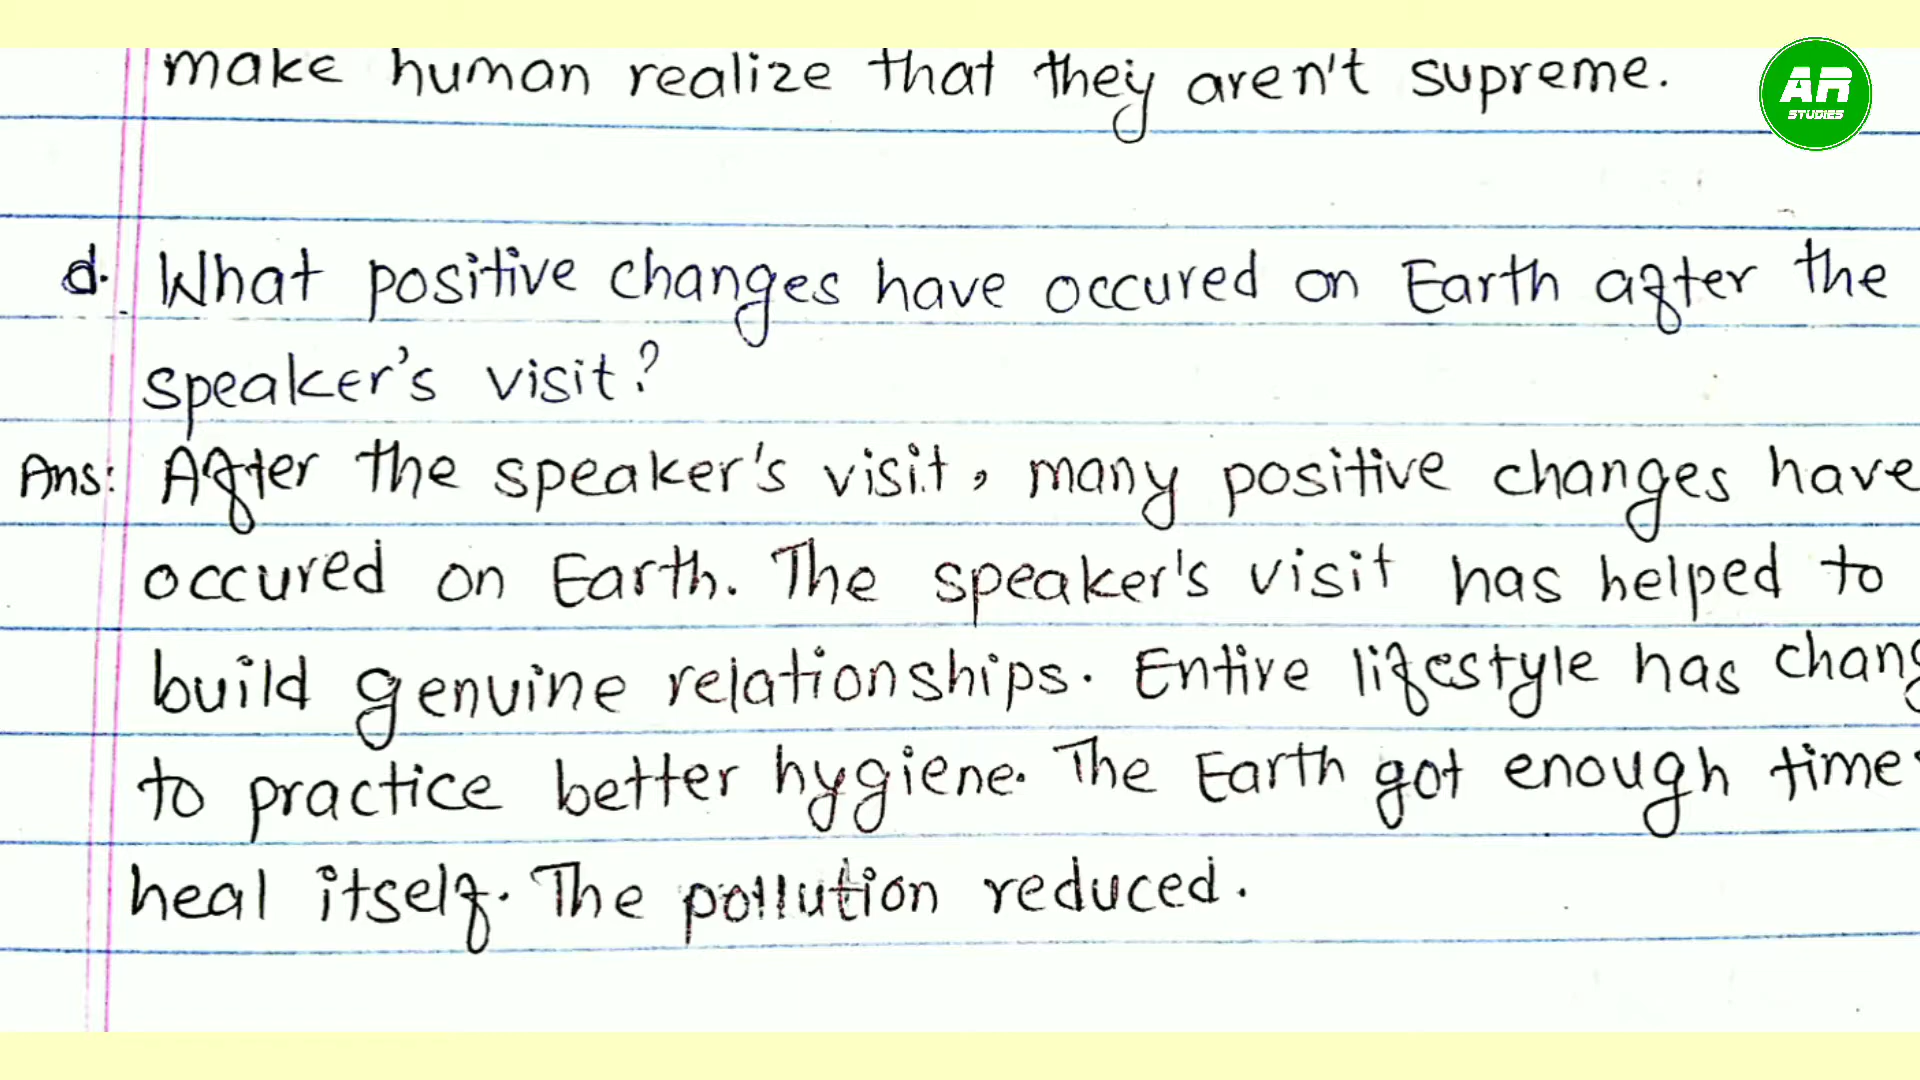 make human realize that they aren't supreme.
AR
STUDIES
d. What positive changes have occured on Earth after the
speaker's visit?
Ans: After the speaker's visit, many positive changes have
occured on Earth. The speaker's visit has helped to
build genuine relationships. Entire lifestyle has chang
to practice better hygiene. The Earth got enough time
heal itself. The pollution reduced.